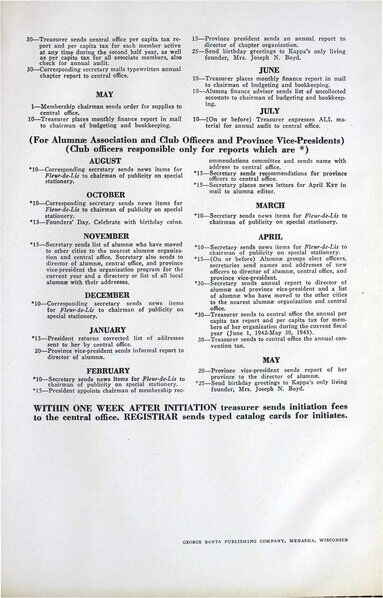 30—Treasurer sends central office per capita tax re-
port and per capita tax for each member active
at any time during the second half year, as well
as per capita tax for all associate members, also
check for annual audit.
30—Corresponding secretary mails typewritten annual
chapter report to central office.
MAY
1—Membership chairman sends order for supplies to
central office.
10—Treasurer places monthly finance report in mail
to chairman of budgeting and bookkeeping.
15—Province president sends an annual report to
director of chapter organization.
25—Send birthday greetings to Kappa's only living
founder, Mrs. Joseph N. Boyd.
JUNE
10—Treasurer places monthly finance report in mail
to chairman of budgeting and bookkeeping.
10—Alumna finance adviser sends list of uncollected
accounts to chairman of budgeting and bookkeep-
ing.
JULY
10—(On or before) Treasurer expresses ALL ma-
terial for annual audit to central office.
(For Alumnæ Association and Club Officers and Province Vice-Presidents)
(Club officers responsible only for reports which are *)
AUGUST
*10—Corresponding secretary sends news items for
Fleur-de-Lis to chairman of publicity on special
stationery.
OCTOBER
*10—Corresponding secretary sends news items for
Fleur-de-Lis to chairman of publicity on special
stationery.
*13—Founders' Day. Celebrate with birthday coins.
NOVEMBER
*15—Secretary sends list of alumnæ who have moved
to other cities to the nearest alumnæ organiza-
tion and central office. Secretary also sends to
director of alumnæ, central office, and province
vice-president the organization program for the
current year and a directory or list of all local
alumnæ with their addresses.
DECEMBER
*10—Corresponding secretary sends news items
for Fleur-de-Lis to chairman of publicity on
special stationery.
JANUARY
*15—President returns corrected list of addresses
sent to her by central office.
20—Province vice-president sends informal report to
director of alumnæ.
FEBRUARY
*10—Secretary sends news items for Fleur-de-Lis to
chairman of publicity on special stationery.
*15—President appoints chairman of membership rec-
ommendations committee and sends name with
address to central office.
*15—Secretary sends recommendations for province
officers to central office.
*15—Secretary places news letters for April KEY in
mail to alumna editor.
MARCH
*10—Secretary sends news items for Fleur-de-Lis to
chairman of publicity on special stationery.
APRIL
*10—Secretary sends news items for Fleur-de-Lis to
chairman of publicity on special stationery.
*15—(On or before) Alumnæ groups elect officers,
secretaries send names and addresses of new
officers to director of alumnæ, central office, and
province vice-president.
*30—Secretary sends annual report to director of
alumnæ and province vice-president and a list
of alumnæ who have moved to the other cities
to the nearest alumnæ organization and central
office.
*30—Treasurer sends to central office the annual per
capita tax report and per capita tax for mem-
bers of her organization during the current fiscal
year (June 1, 1942-May 30, 1943).
30—Treasurer sends to central office the annual con-
vention tax.
MAY
20—Province vice-president sends report of her
province to the director of alumnæ.
*25—Send birthday greetings to Kappa's only living
founder, Mrs. Joseph N. Boyd.
WITHIN ONE WEEK AFTER INITIATION treasurer sends initiation fees
to the central office. REGISTRAR sends typed catalog cards for initiates.
GEORGE BANTA PUBLISHING COMPANY, MENASHA, WISCONSIN